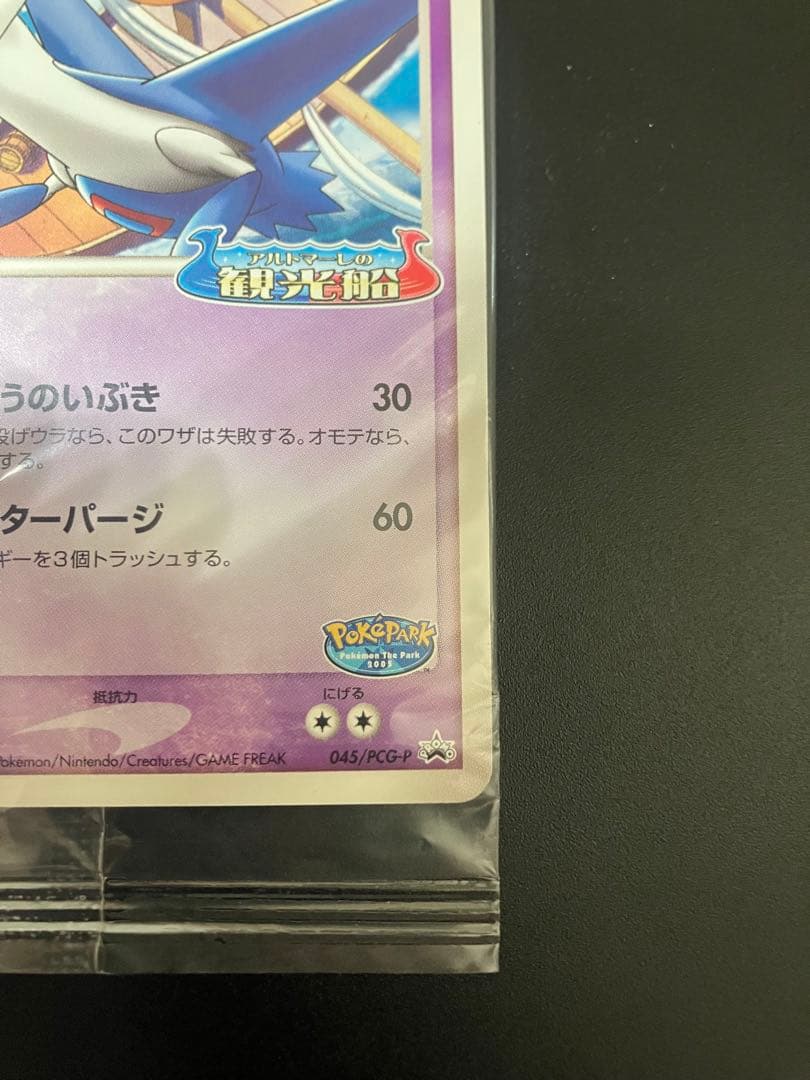 アルトマーレの
観光船
うのいぶき 30
投げウラなら、このワザは失敗する。オモテなら、
する。
ターパージ 60
ギーを3個トラッシュする。
POKéPARK
Pokémon The Park
2005
™
抵抗力 にげる
Pokémon/Nintendo/Creatures/GAME FREAK 045/PCG-P PROMO